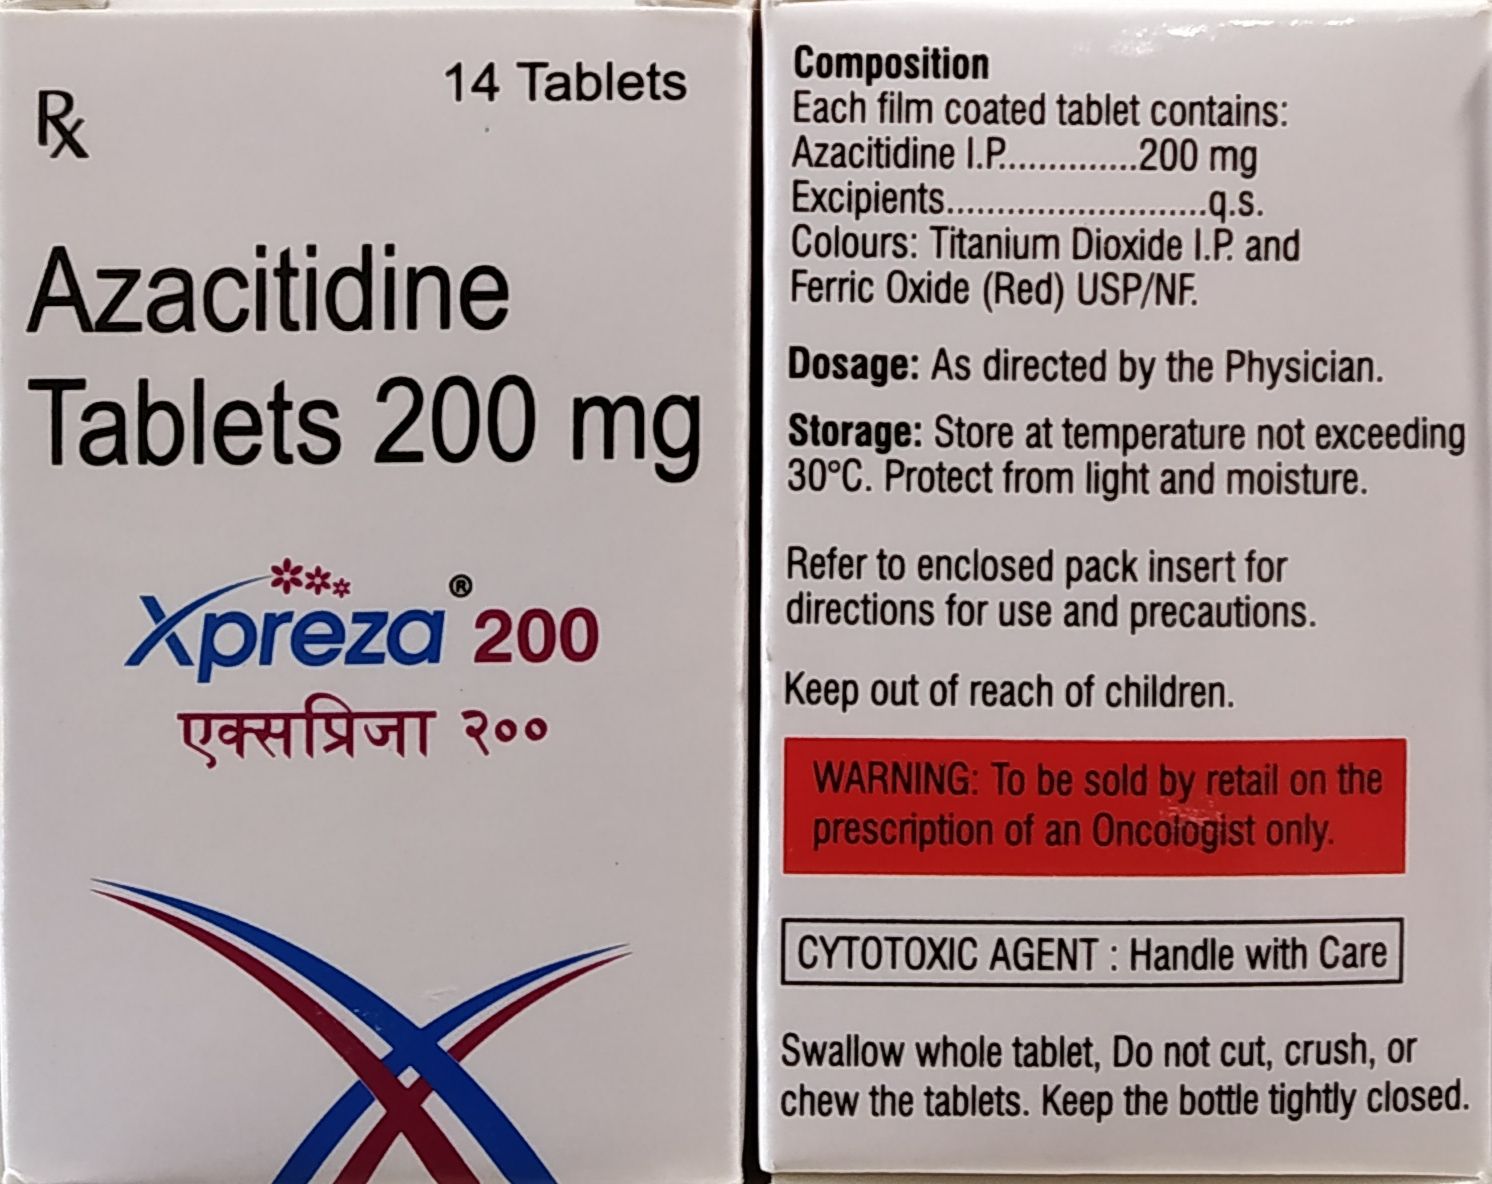 Rx
14 Tablets
Azacitidine
Tablets 200 mg
Xpreza® 200
एक्सप्रिजा २००
Composition
Each film coated tablet contains:
Azacitidine I.P..............200 mg
Excipients..........................q.s.
Colours: Titanium Dioxide I.P. and
Ferric Oxide (Red) USP/NF.
Dosage: As directed by the Physician.
Storage: Store at temperature not exceeding
30°C. Protect from light and moisture.
Refer to enclosed pack insert for
directions for use and precautions.
Keep out of reach of children.
WARNING: To be sold by retail on the
prescription of an Oncologist only.
CYTOTOXIC AGENT : Handle with Care
Swallow whole tablet, Do not cut, crush, or
chew the tablets. Keep the bottle tightly closed.